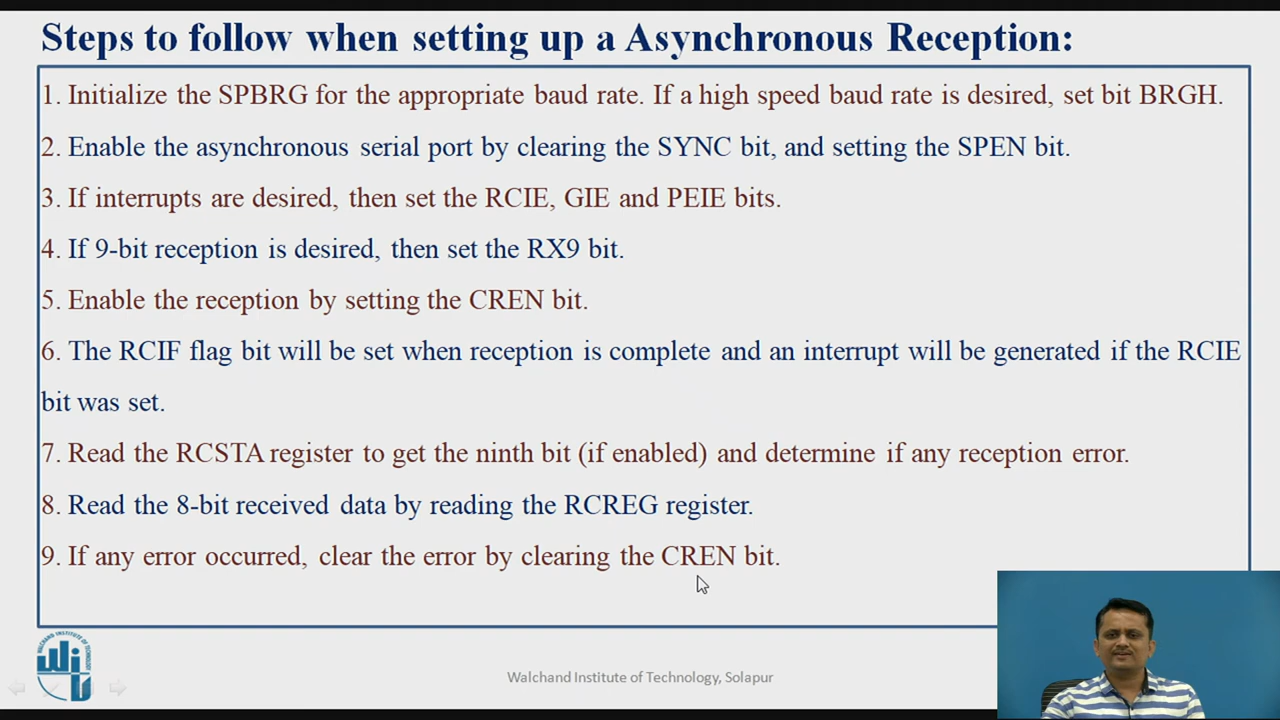 Steps to follow when setting up a Asynchronous Reception:
1. Initialize the SPBRG for the appropriate baud rate. If a high speed baud rate is desired, set bit BRGH.
2. Enable the asynchronous serial port by clearing the SYNC bit, and setting the SPEN bit.
3. If interrupts are desired, then set the RCIE, GIE and PEIE bits.
4. If 9-bit reception is desired, then set the RX9 bit.
5. Enable the reception by setting the CREN bit.
6. The RCIF flag bit will be set when reception is complete and an interrupt will be generated if the RCIE
bit was set.
7. Read the RCSTA register to get the ninth bit (if enabled) and determine if any reception error.
8. Read the 8-bit received data by reading the RCREG register.
9. If any error occurred, clear the error by clearing the CREN bit.
WALCHAND INSTITUTE OF TECHNOLOGY
WIT
Walchand Institute of Technology, Solapur